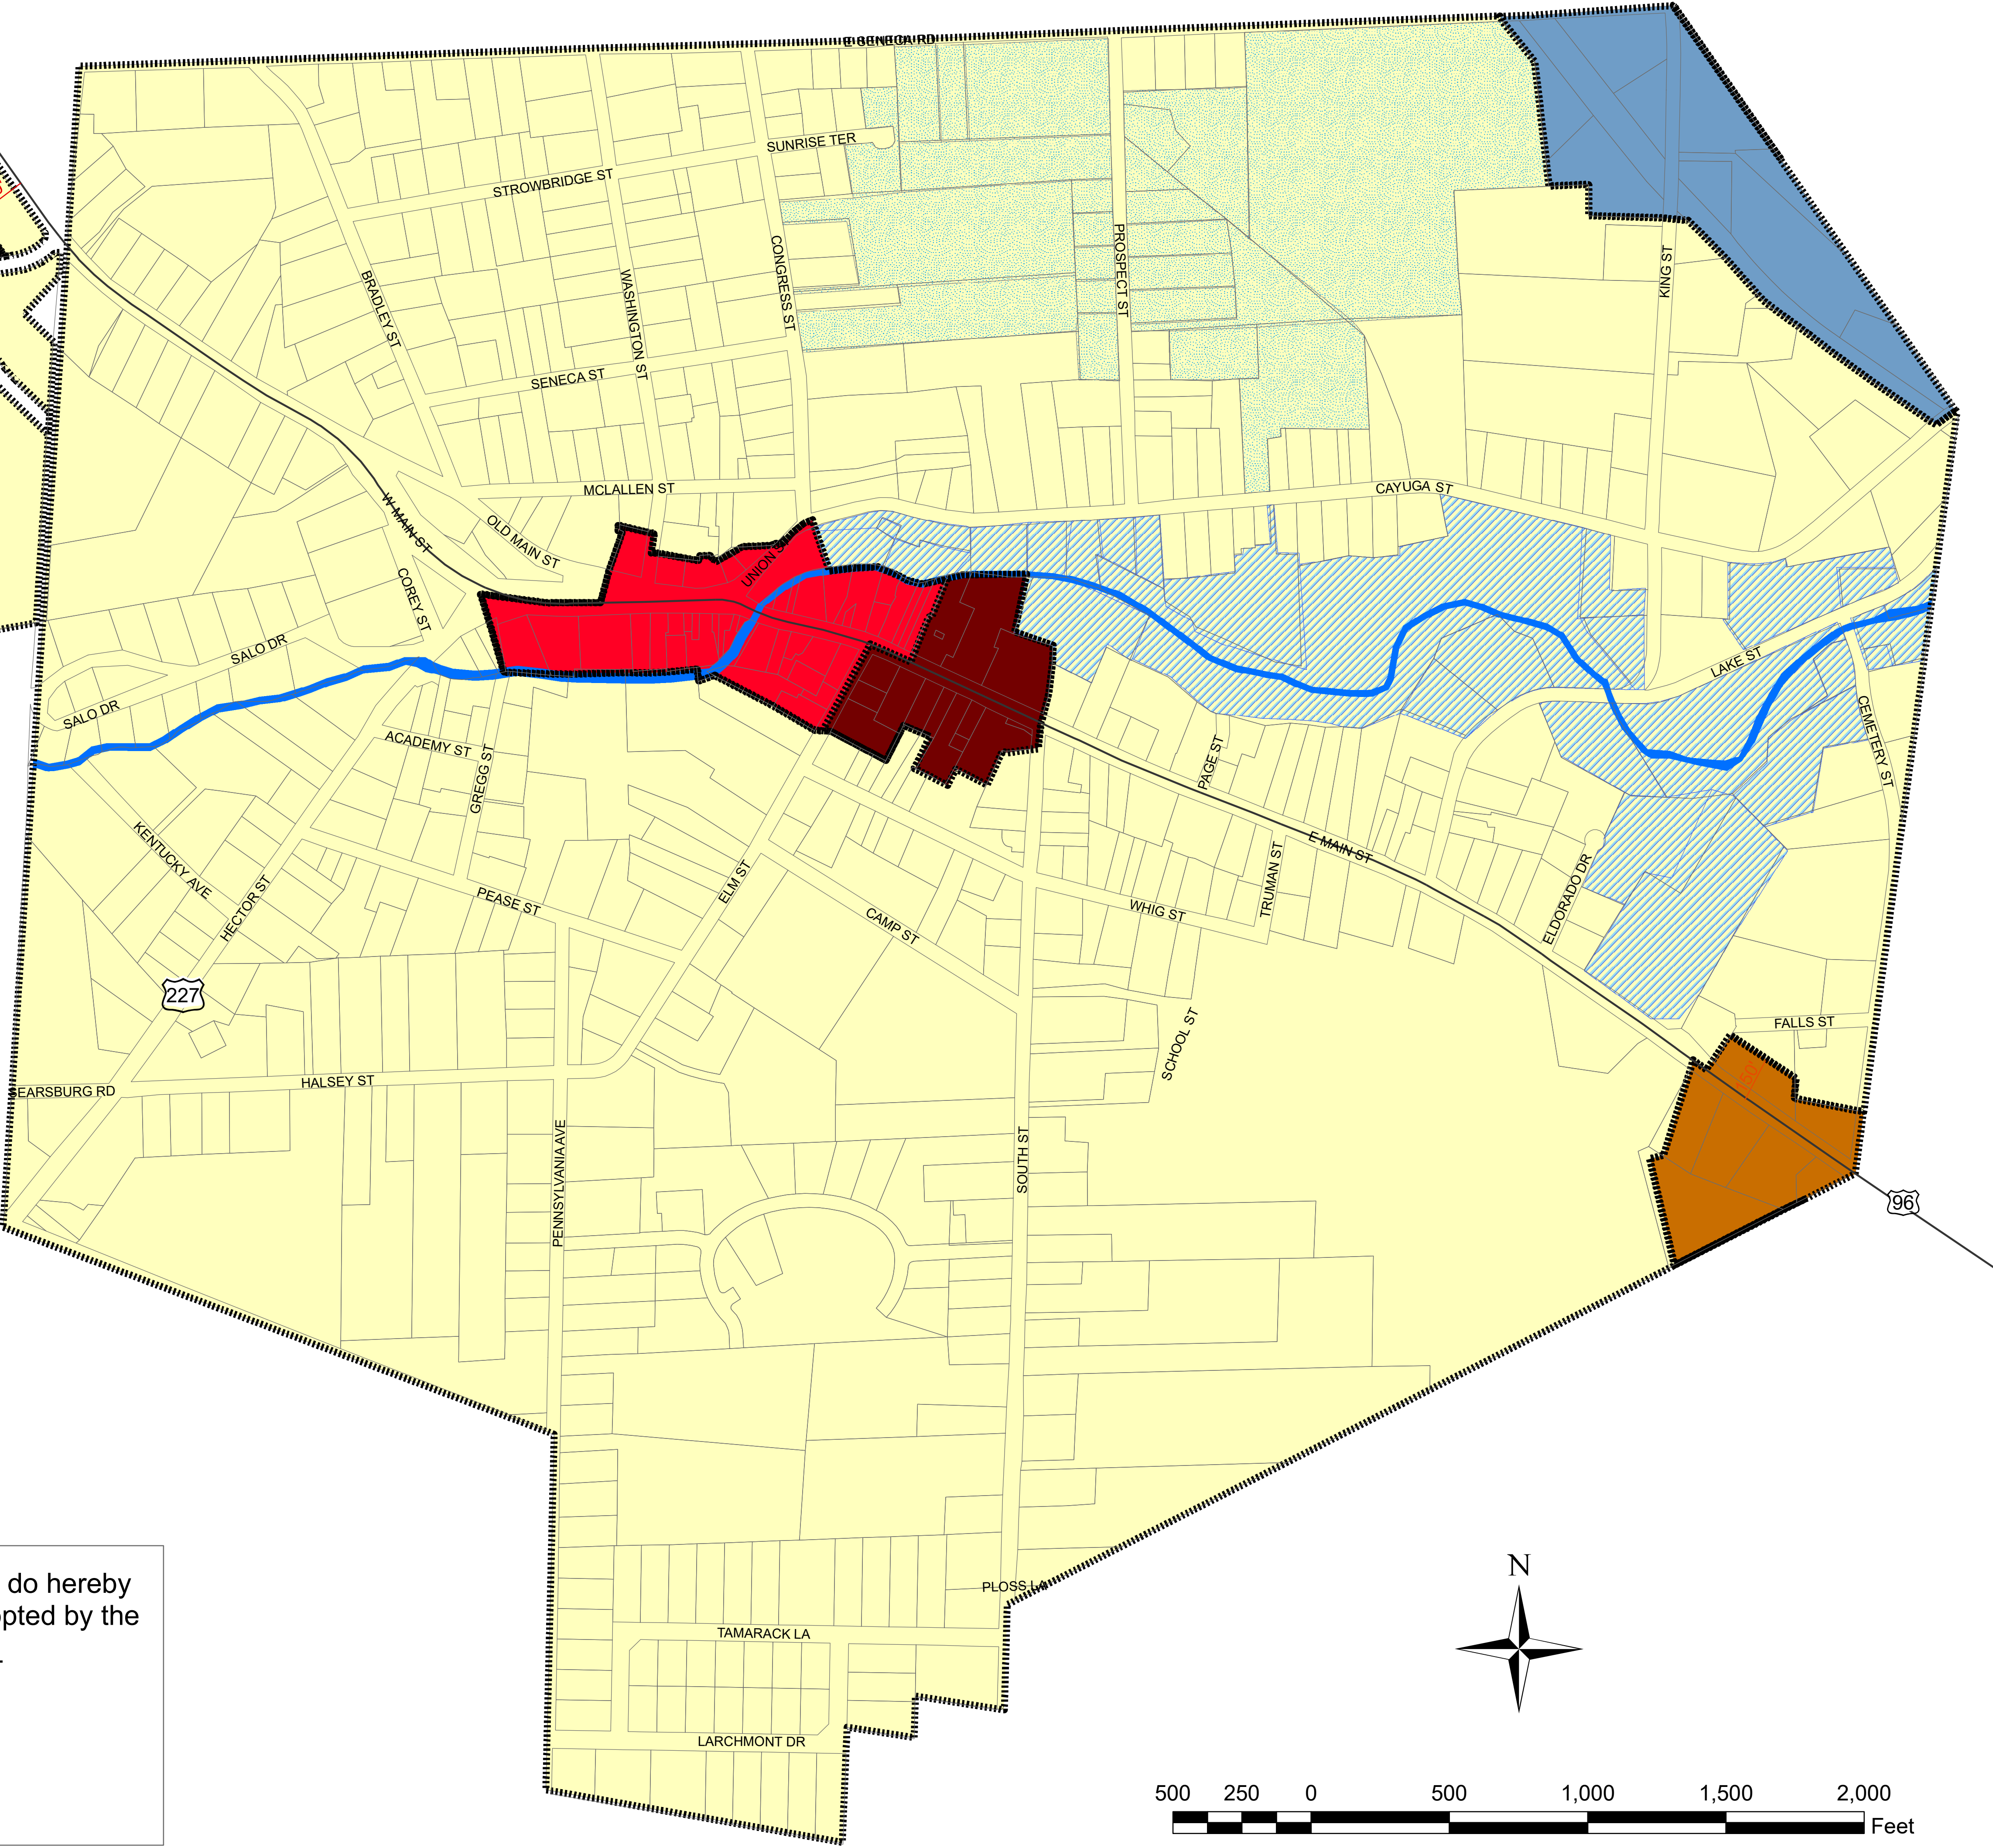 E SENECA RD
SUNRISE TER
STROWBRIDGE ST
CONGRESS ST
PROSPECT ST
KING ST
BRADLEY ST
WASHINGTON ST
SENECA ST
MCLALLEN ST
CAYUGA ST
W MAIN ST
OLD MAIN ST
UNION ST
COREY ST
SALO DR
SALO DR
LAKE ST
CEMETERY ST
ACADEMY ST
GREGG ST
PAGE ST
KENTUCKY AVE
HECTOR ST
PEASE ST
ELM ST
CAMP ST
WHIG ST
TRUMAN ST
E MAIN ST
ELDORADO DR
227
FALLS ST
SCHOOL ST
SEARSBURG RD
HALSEY ST
60'
PENNSYLVANIA AVE
SOUTH ST
96
do hereby
opted by the
PLOSS LA
TAMARACK LA
LARCHMONT DR
N
500 250 0 500 1,000 1,500 2,000
Feet